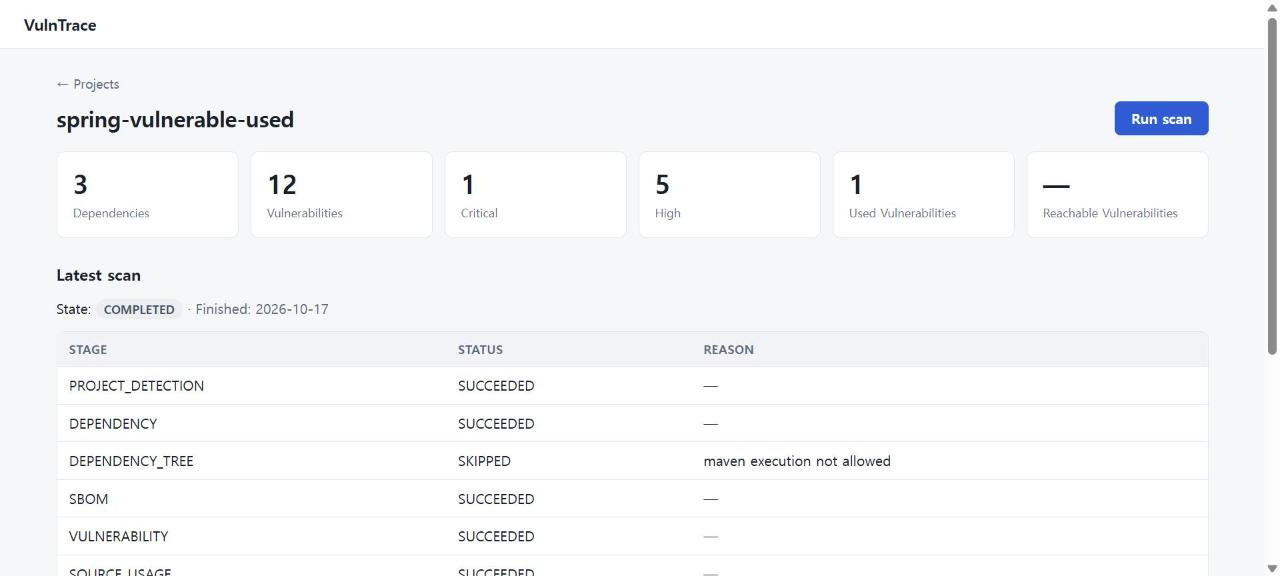 VulnTrace
← Projects
spring-vulnerable-used
Run scan
3
Dependencies
12
Vulnerabilities
1
Critical
5
High
1
Used Vulnerabilities
—
Reachable Vulnerabilities
Latest scan
State: COMPLETED · Finished: 2026-10-17
STAGE STATUS REASON
PROJECT_DETECTION SUCCEEDED —
DEPENDENCY SUCCEEDED —
DEPENDENCY_TREE SKIPPED maven execution not allowed
SBOM SUCCEEDED —
VULNERABILITY SUCCEEDED —
SOURCE_USAGE SUCCEEDED —